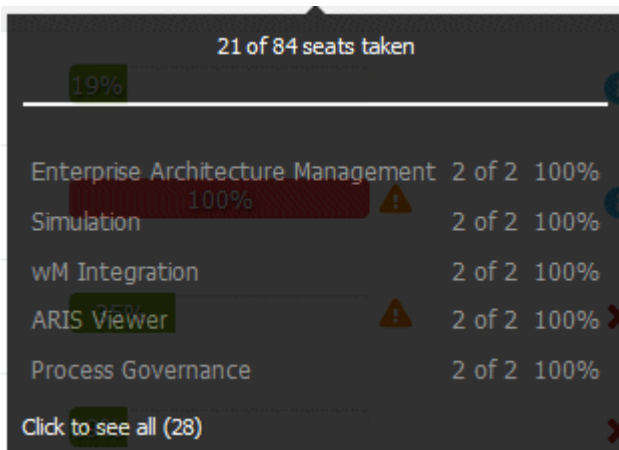 21 of 84 seats taken
19%
Enterprise Architecture Management 2 of 2 100%
100%
Simulation 2 of 2 100%
wM Integration 2 of 2 100%
ARIS Viewer 2 of 2 100%
Process Governance 2 of 2 100%
Click to see all (28)